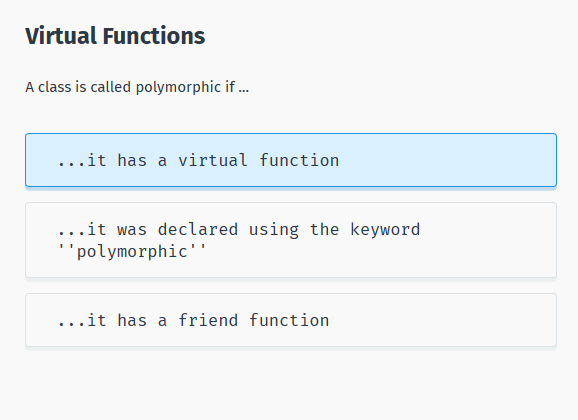 Virtual Functions
A class is called polymorphic if ...
...it has a virtual function
...it was declared using the keyword
''polymorphic''
...it has a friend function